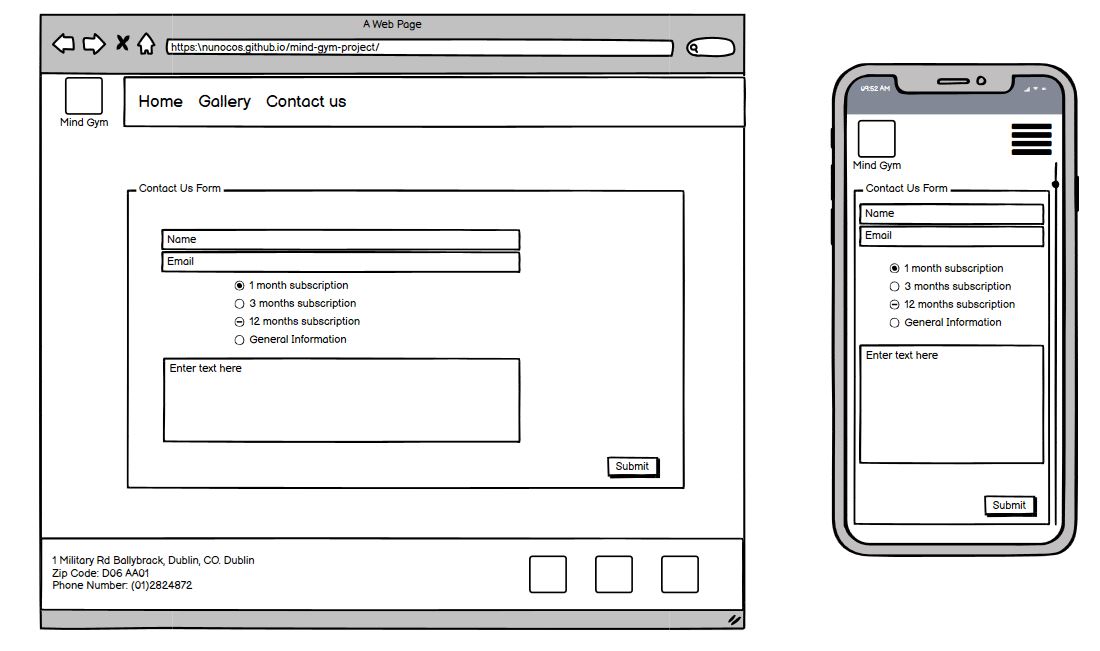 A Web Page
https:\nunocos.github.io/mind-gym-project/
Mind Gym
Home Gallery Contact us
Contact Us Form
Name
Email
1 month subscription
3 months subscription
12 months subscription
General Information
Enter text here
Submit
1 Military Rd Ballybrack, Dublin, CO. Dublin
Zip Code: D06 AA01
Phone Number: (01)2824872
09:52 AM
Mind Gym
Contact Us Form
Name
Email
1 month subscription
3 months subscription
12 months subscription
General Information
Enter text here
Submit